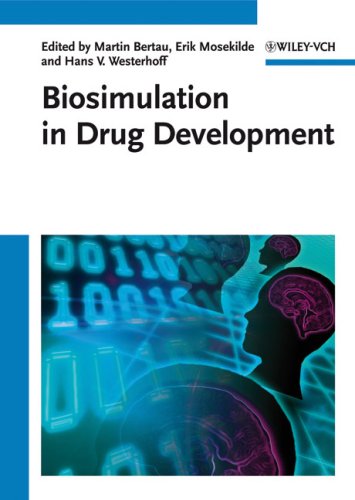 Edited by Martin Bertau, Erik Mosekilde
and Hans V. Westerhoff
WILEY-VCH
Biosimulation
in Drug Development